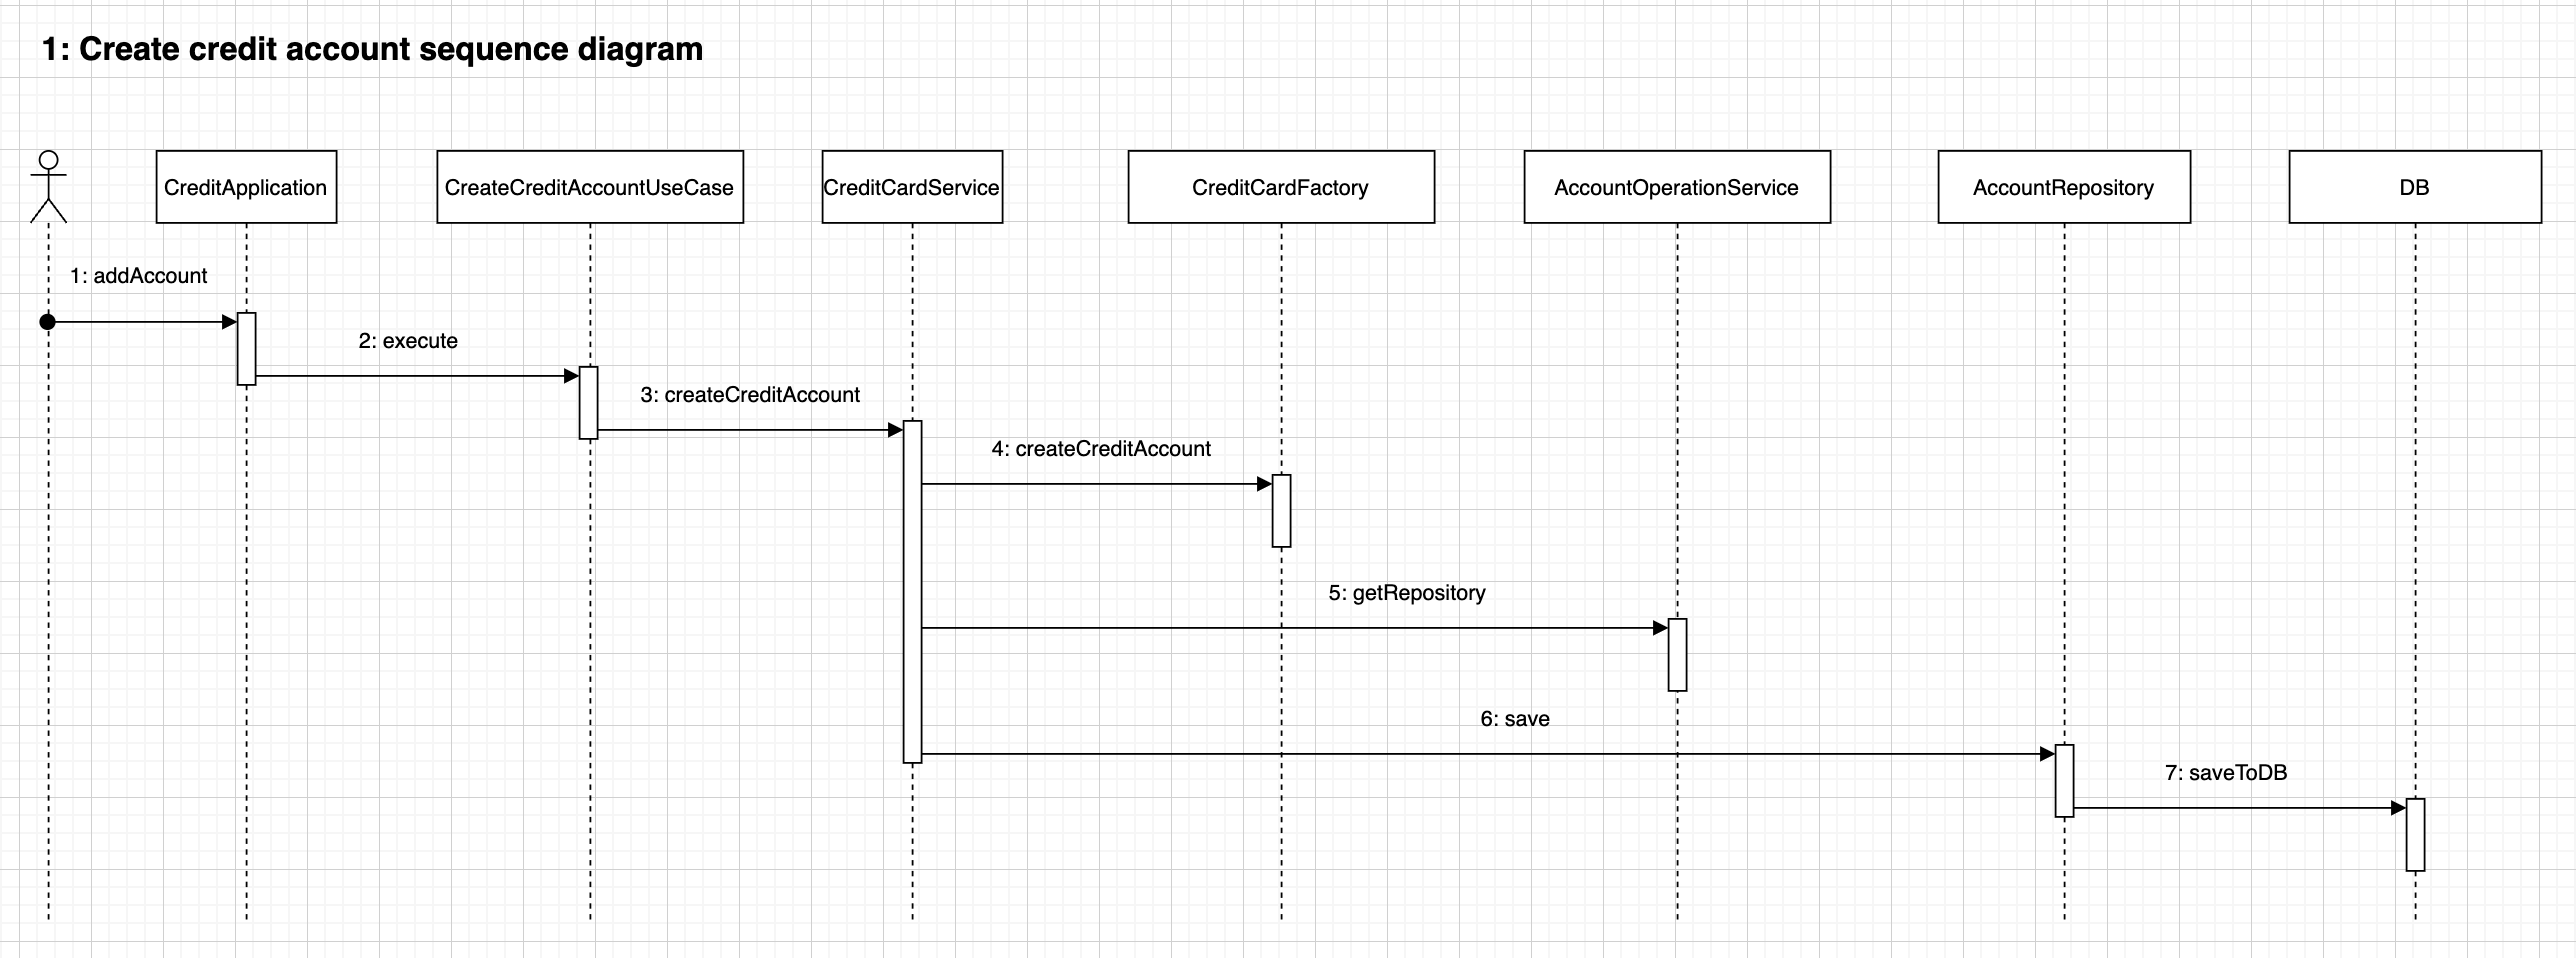 1: Create credit account sequence diagram
CreditApplication
CreateCreditAccountUseCase
CreditCardService
CreditCardFactory
AccountOperationService
AccountRepository
DB
1: addAccount
2: execute
3: createCreditAccount
4: createCreditAccount
5: getRepository
6: save
7: saveToDB